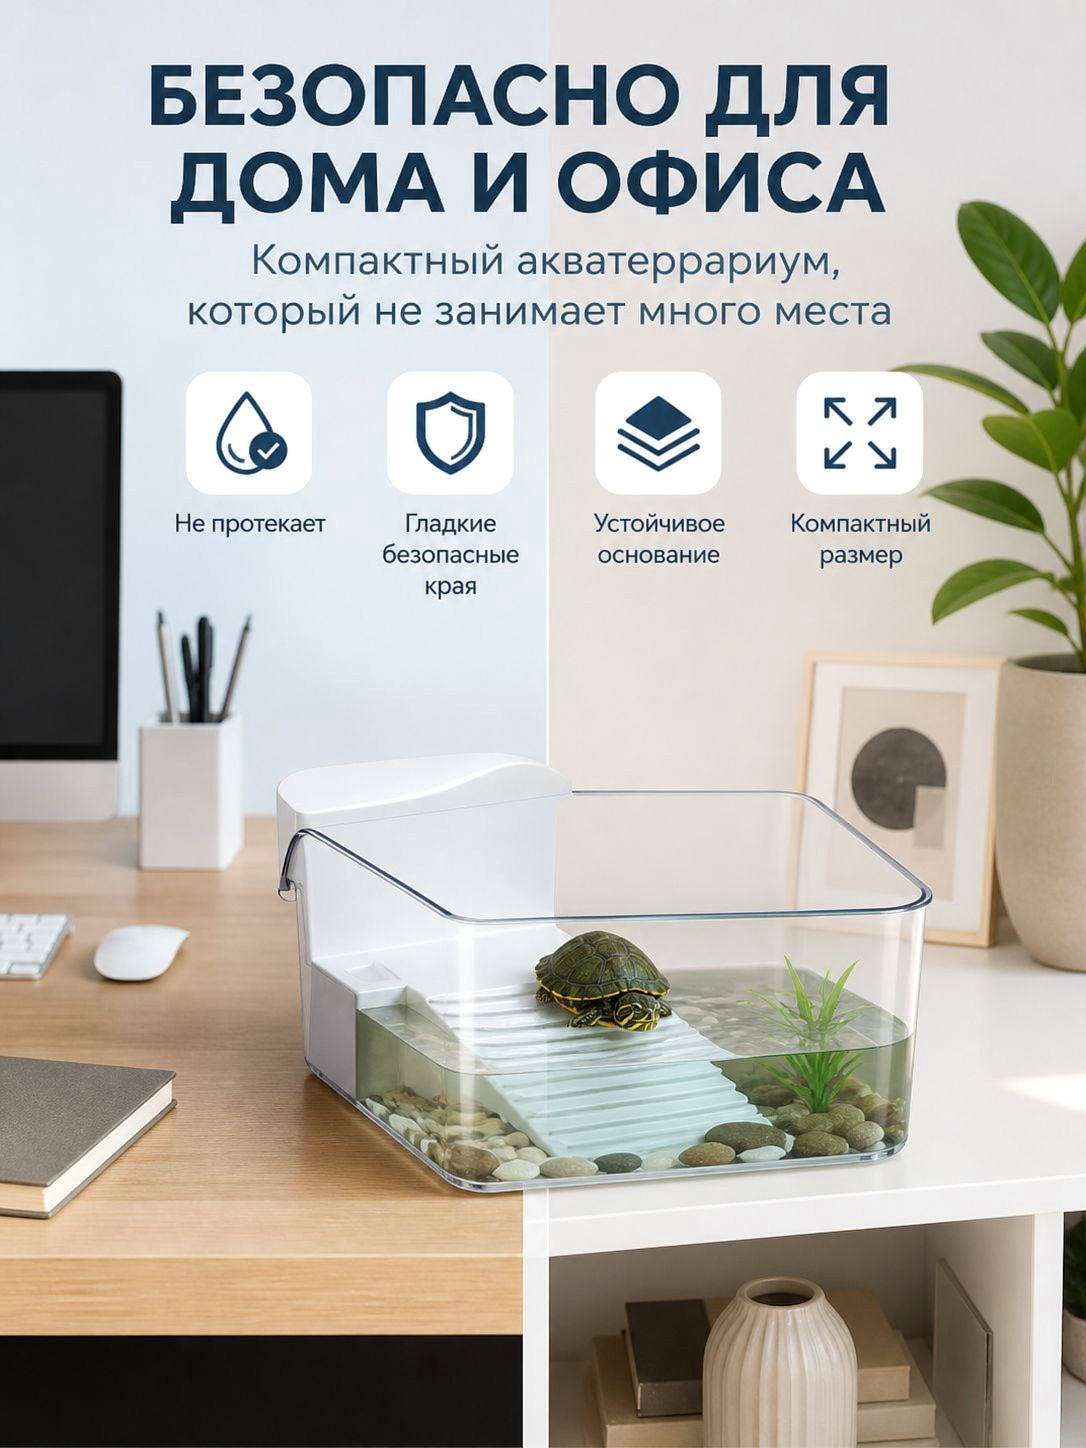 БЕЗОПАСНО ДЛЯ
ДОМА И ОФИСА
Компактный акватеррариум,
который не занимает много места
Не протекает
Гладкие
безопасные
края
Устойчивое
основание
Компактный
размер